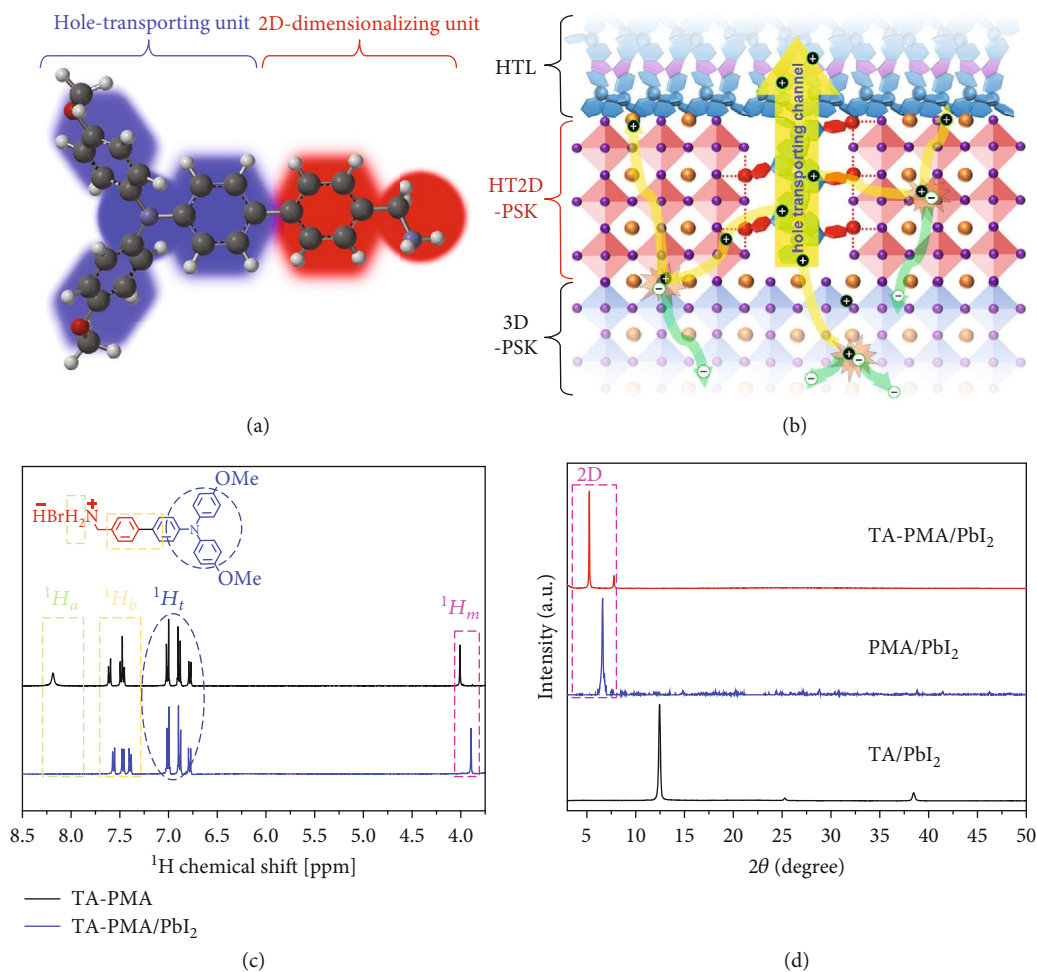 Hole-transporting unit 2D-dimensionalizing unit
(a)
HTL
HT2D
-PSK
3D
-PSK
hole transporting channel
(b)
OMe
HBrH₂N
N
OMe
¹Hₐ ¹H_b ¹H_t ¹H_m
8.5 8.0 7.5 7.0 6.5 6.0 5.5 5.0 4.5 4.0
¹H chemical shift [ppm]
TA-PMA
TA-PMA/PbI₂
(c)
2D
TA-PMA/PbI₂
PMA/PbI₂
TA/PbI₂
Intensity (a.u.)
5 10 15 20 25 30 35 40 45 50
2θ (degree)
(d)